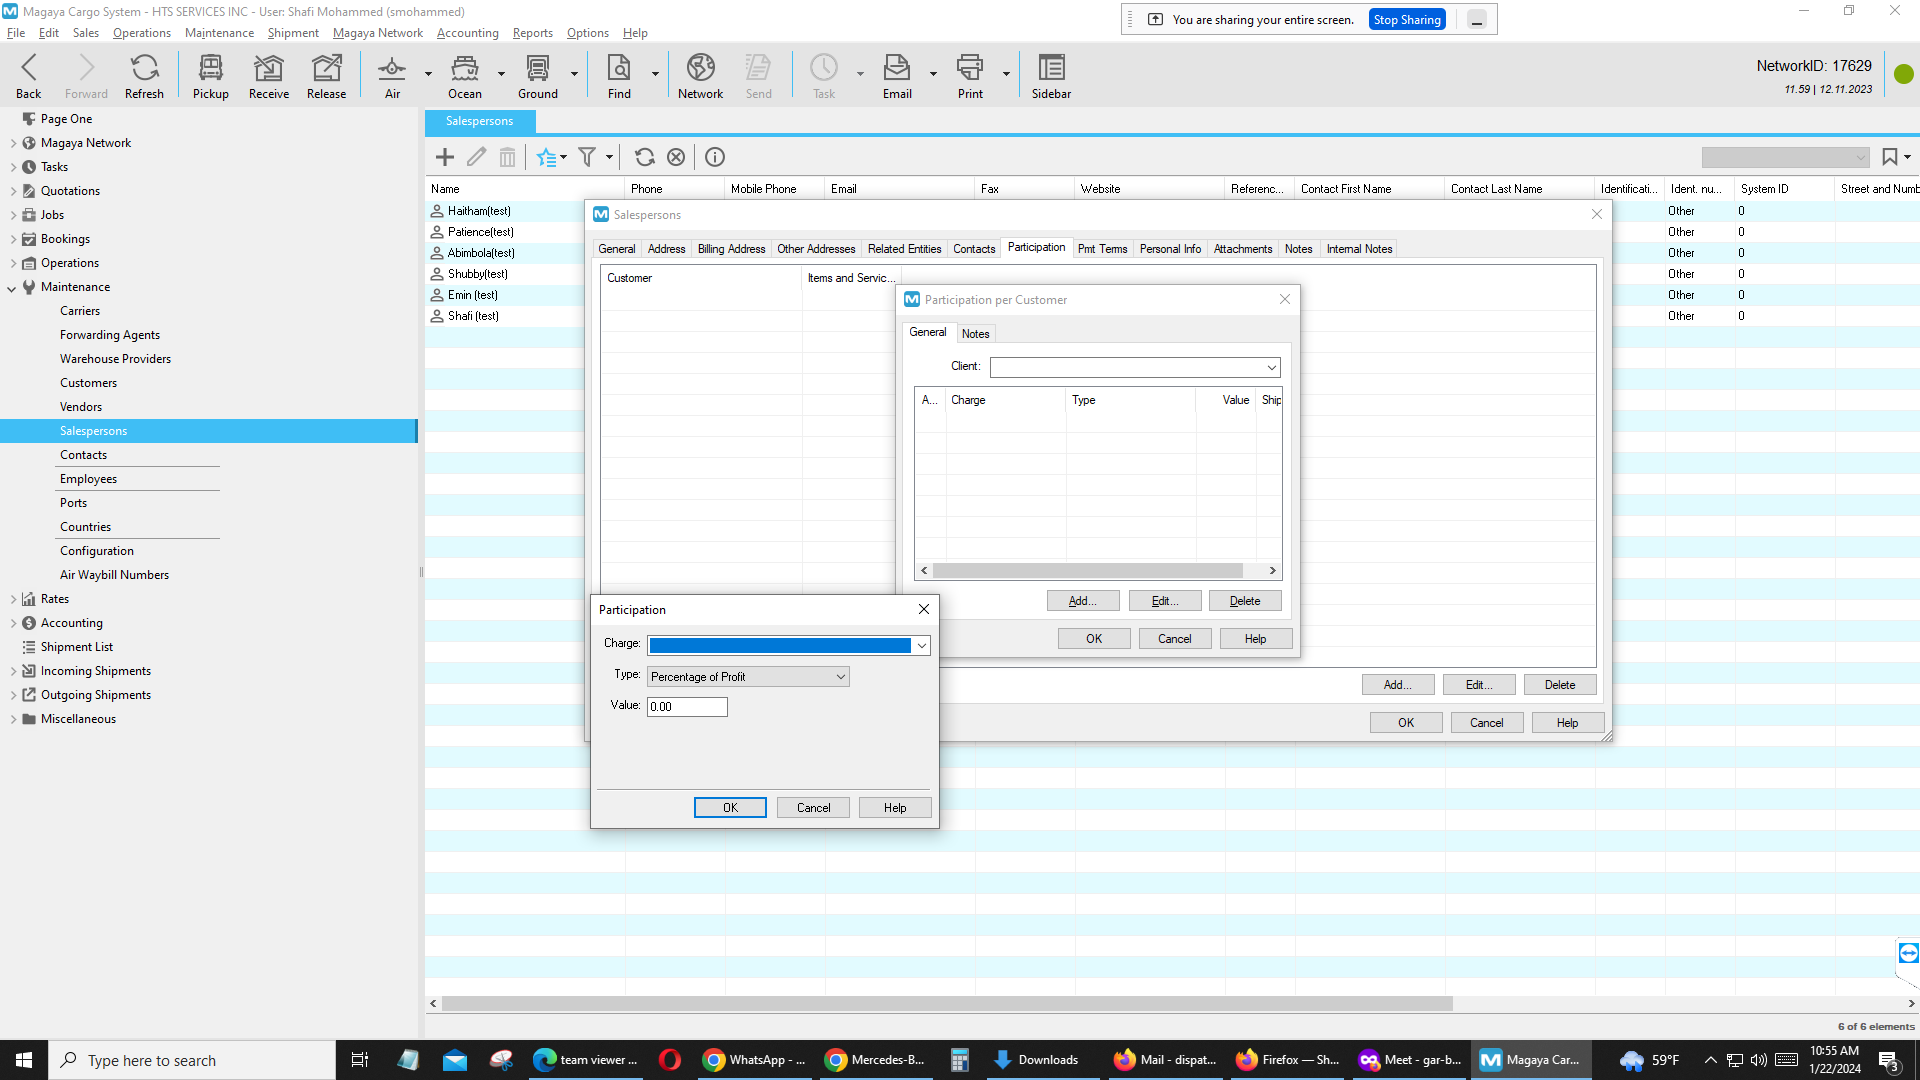 Magaya Cargo System - HTS SERVICES INC - User: Shafi Mohammed (smohammed)
You are sharing your entire screen. Stop Sharing
File Edit Sales Operations Maintenance Shipment Magaya Network Accounting Reports Options Help
Back Forward Refresh Pickup Receive Release Air Ocean Ground Find Network Send Task Email Print Sidebar
NetworkID: 17629
11.59 | 12.11.2023
Page One
Magaya Network
Tasks
Quotations
Jobs
Bookings
Operations
Maintenance
Carriers
Forwarding Agents
Warehouse Providers
Customers
Vendors
Salespersons
Contacts
Employees
Ports
Countries
Configuration
Air Waybill Numbers
Rates
Accounting
Shipment List
Incoming Shipments
Outgoing Shipments
Miscellaneous
Salespersons
Name Phone Mobile Phone Email Fax Website Referenc... Contact First Name Contact Last Name Identificati... Ident. nu... System ID Street and Numb
Haitham(test) Other 0
Patience(test) Other 0
Abimbola(test) Other 0
Shubby(test) Other 0
Emin (test) Other 0
Shafi (test) Other 0
Salespersons
General Address Billing Address Other Addresses Related Entities Contacts Participation Pmt Terms Personal Info Attachments Notes Internal Notes
Customer Items and Servic...
Add... Edit... Delete
OK Cancel Help
Participation per Customer
General Notes
Client:
A... Charge Type Value Ship
Add... Edit... Delete
OK Cancel Help
Participation
Charge:
Type: Percentage of Profit
Value: 0.00
OK Cancel Help
6 of 6 elements
Type here to search
team viewer ...
WhatsApp - ...
Mercedes-B...
Downloads
Mail - dispat...
Firefox — Sh...
Meet - gar-b...
Magaya Car...
59°F
10:55 AM
1/22/2024
3